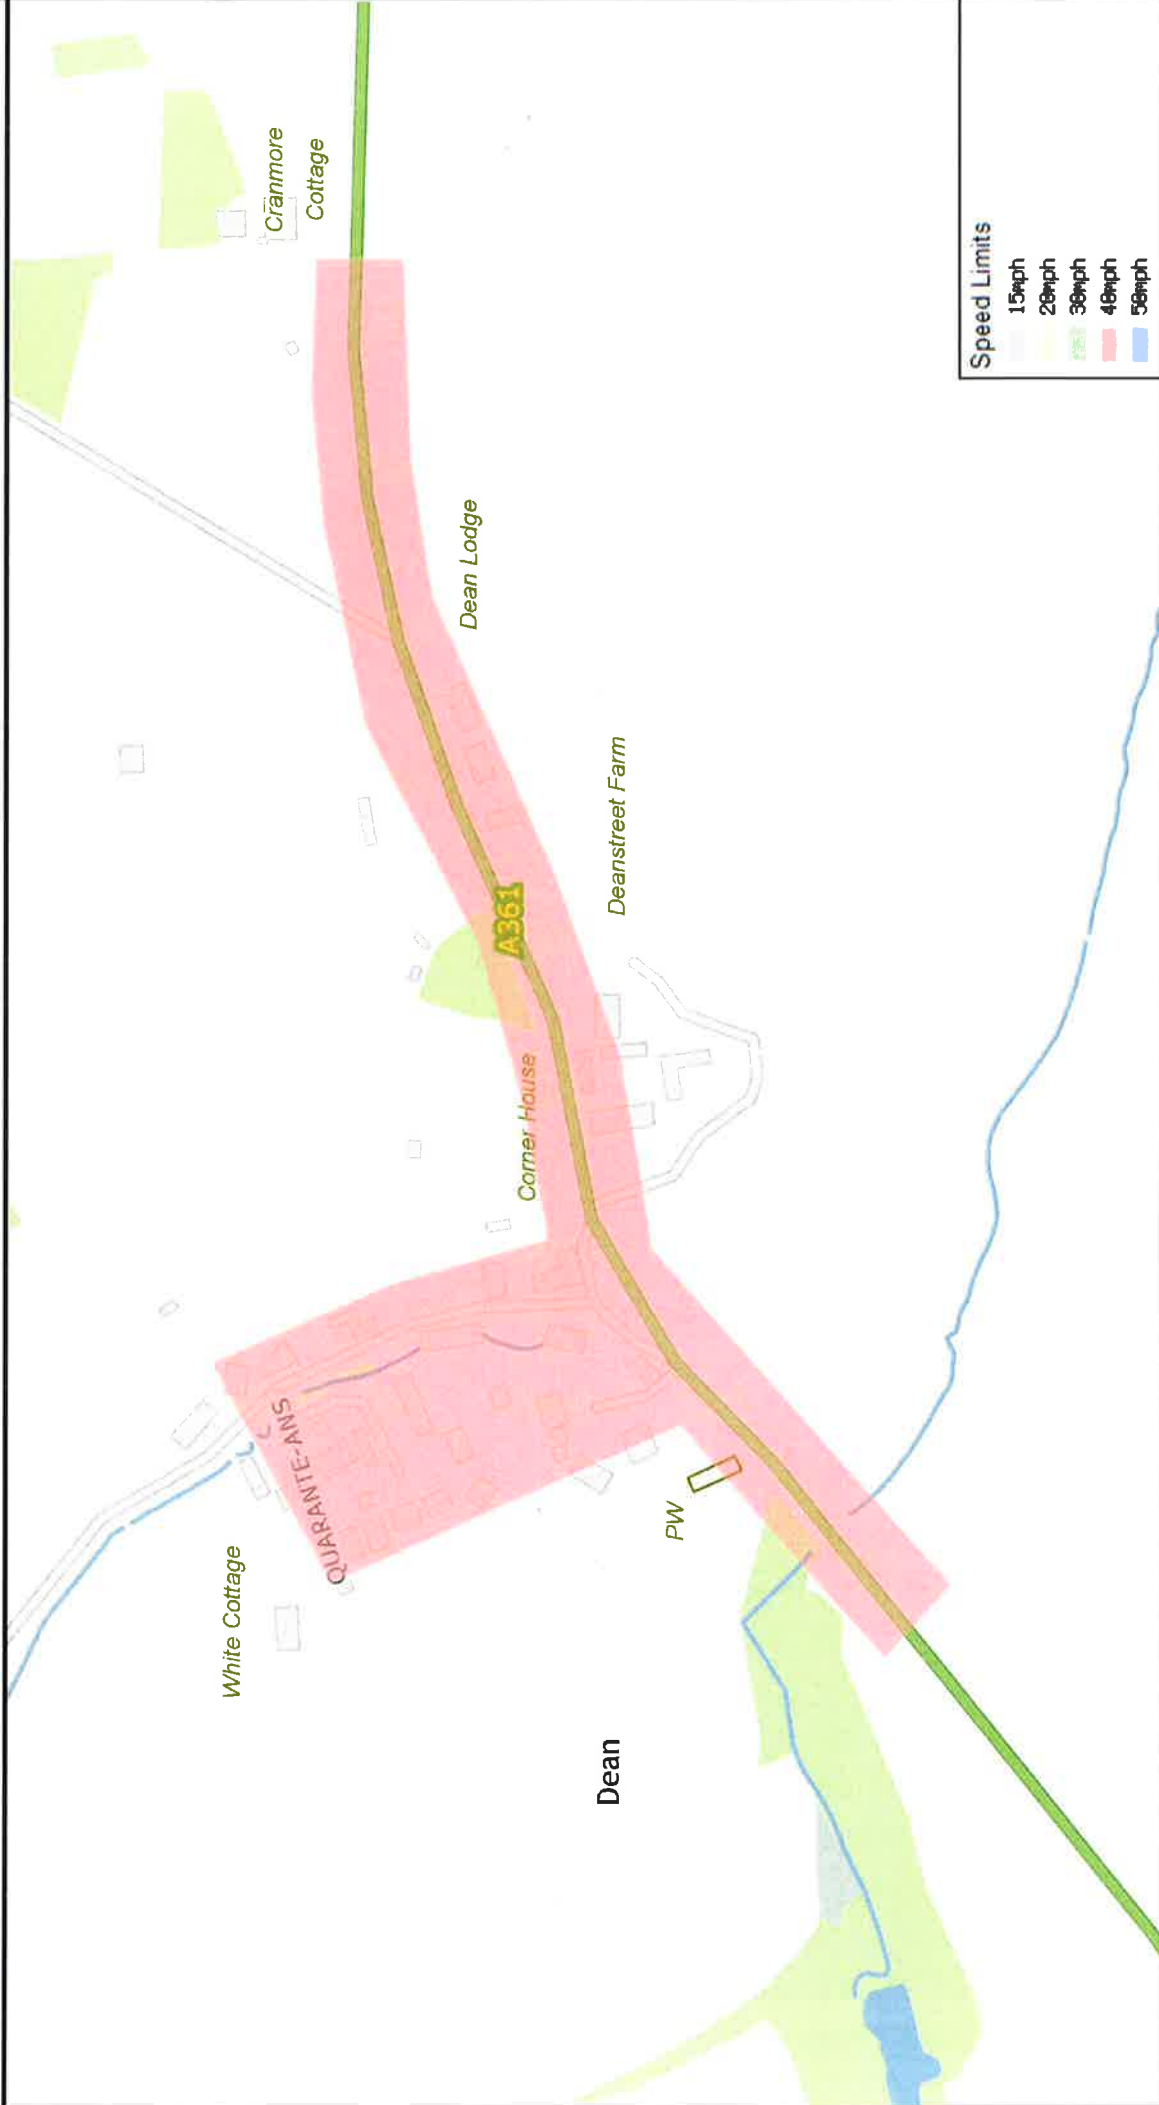 Cranmore
Cottage
Dean Lodge
Deanstreet Farm
A361
Corner House
QUARANTE-ANS
White Cottage
PW
Dean
Speed Limits
15mph
20mph
30mph
40mph
50mph